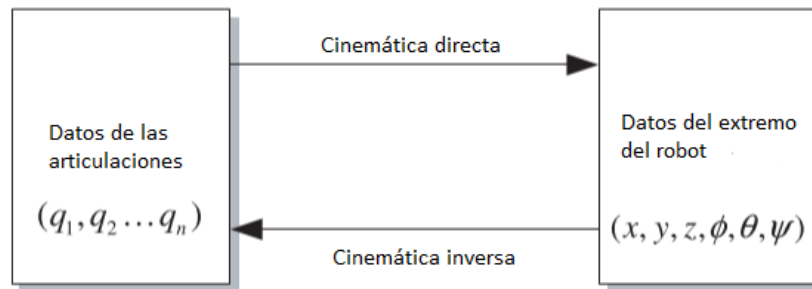 Cinemática directa
Datos de las
articulaciones
(q₁, q₂ … qₙ)
Datos del extremo
del robot
(x, y, z, ϕ, θ, ψ)
Cinemática inversa